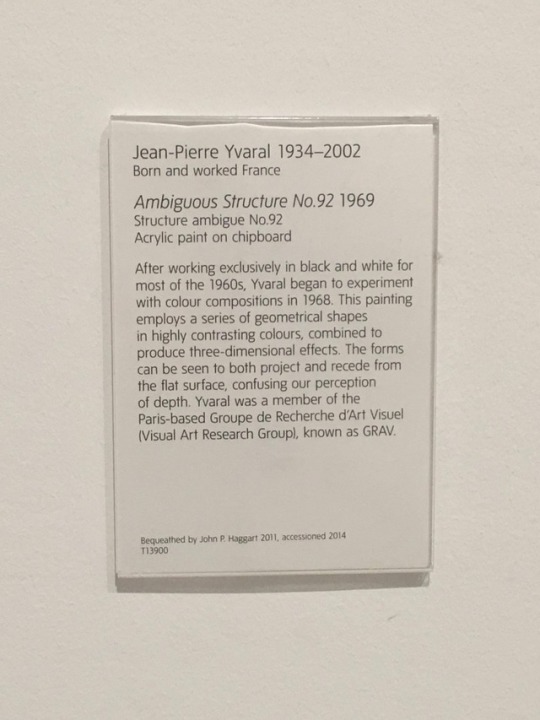 Jean-Pierre Yvaral 1934–2002
Born and worked France
Ambiguous Structure No.92 1969
Structure ambigue No.92
Acrylic paint on chipboard
After working exclusively in black and white for
most of the 1960s, Yvaral began to experiment
with colour compositions in 1968. This painting
employs a series of geometrical shapes
in highly contrasting colours, combined to
produce three-dimensional effects. The forms
can be seen to both project and recede from
the flat surface, confusing our perception
of depth. Yvaral was a member of the
Paris-based Groupe de Recherche d'Art Visuel
(Visual Art Research Group), known as GRAV.
Bequeathed by John P. Haggart 2011, accessioned 2014
T13900